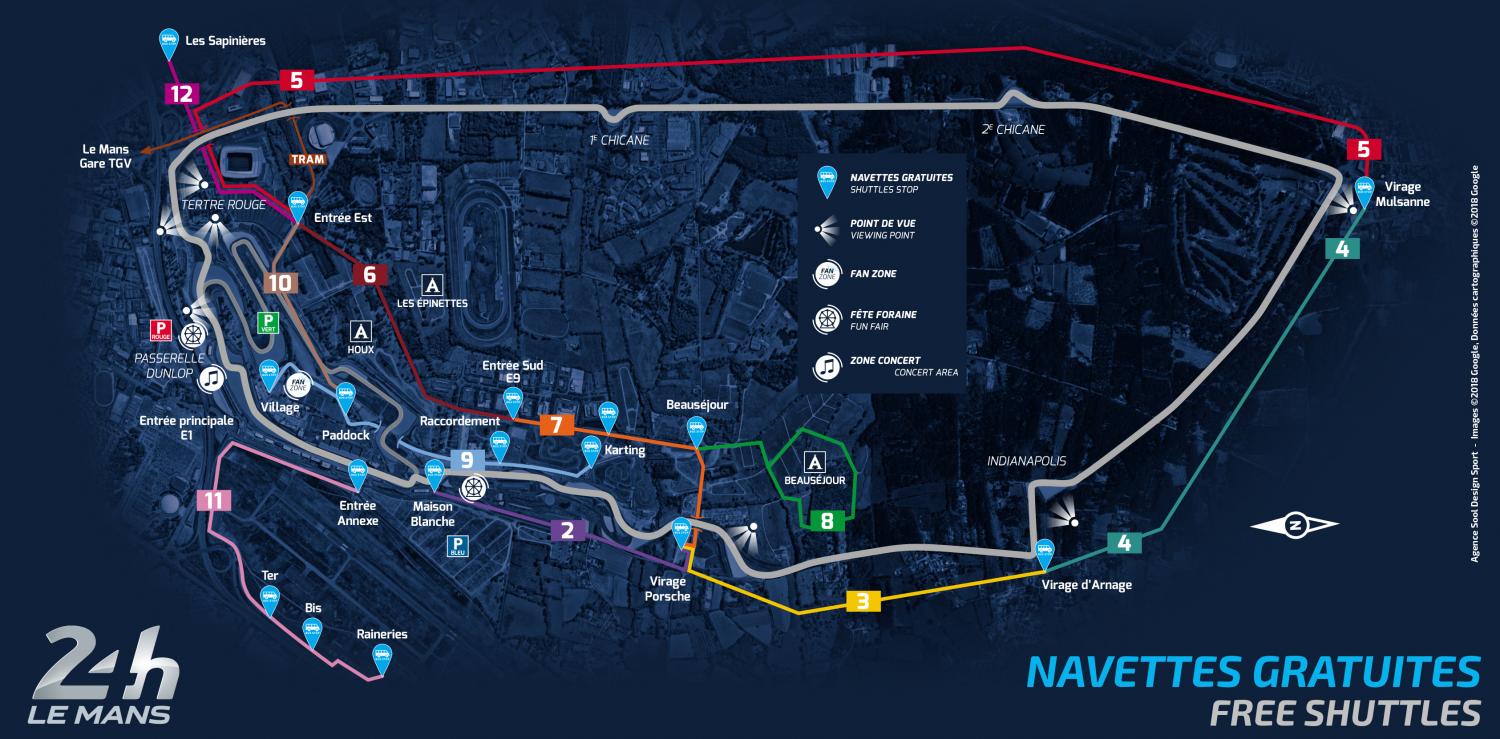 Les Sapinières
12
5
1E CHICANE
2E CHICANE
Le Mans
Gare TGV
TRAM
5
Virage
Mulsanne
4
TERTRE ROUGE
Entrée Est
NAVETTES GRATUITES
SHUTTLES STOP
POINT DE VUE
VIEWING POINT
FAN
ZONE
FAN ZONE
FÊTE FORAINE
FUN FAIR
ZONE CONCERT
CONCERT AREA
10
6
LES ÉPINETTES
P
ROUGE
P
VERT
HOUX
PASSERELLE
DUNLOP
FAN
ZONE
Village
Entrée Sud
E9
Entrée principale
E1
Paddock
Raccordement
7
Beauséjour
Karting
9
BEAUSÉJOUR
8
INDIANAPOLIS
11
Entrée
Annexe
Maison
Blanche
2
P
BLEU
N
4
Virage
Porsche
3
Virage d'Arnage
Ter
Bis
Raineries
24h
LE MANS
NAVETTES GRATUITES
FREE SHUTTLES
Agence Sool Design Sport - Images ©2018 Google, Données cartographiques ©2018 Google